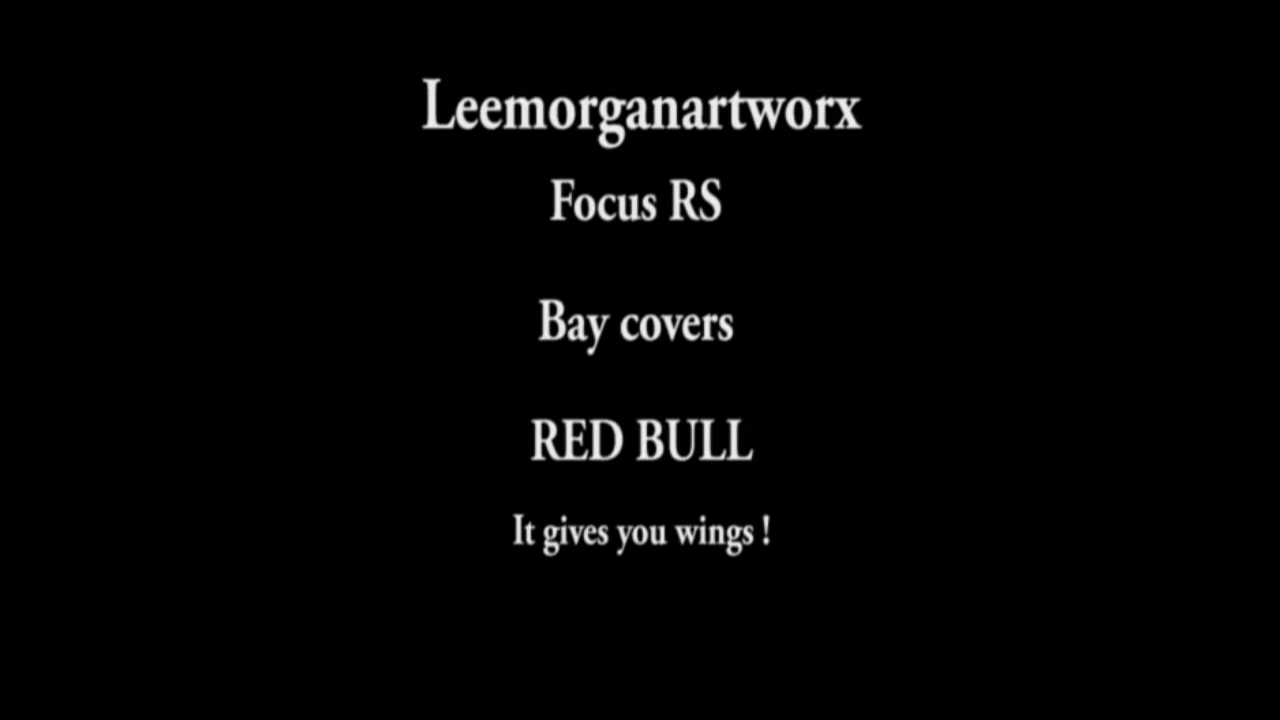 Leemorganartworx
Focus RS
Bay covers
RED BULL
It gives you wings !